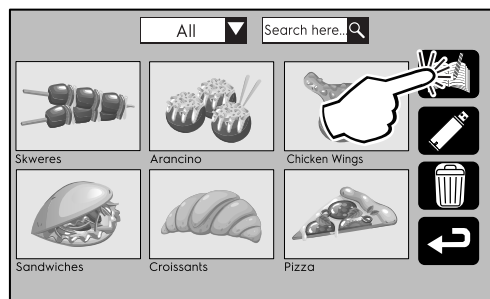 All
Search here...
Skweres
Arancino
Chicken Wings
Sandwiches
Croissants
Pizza